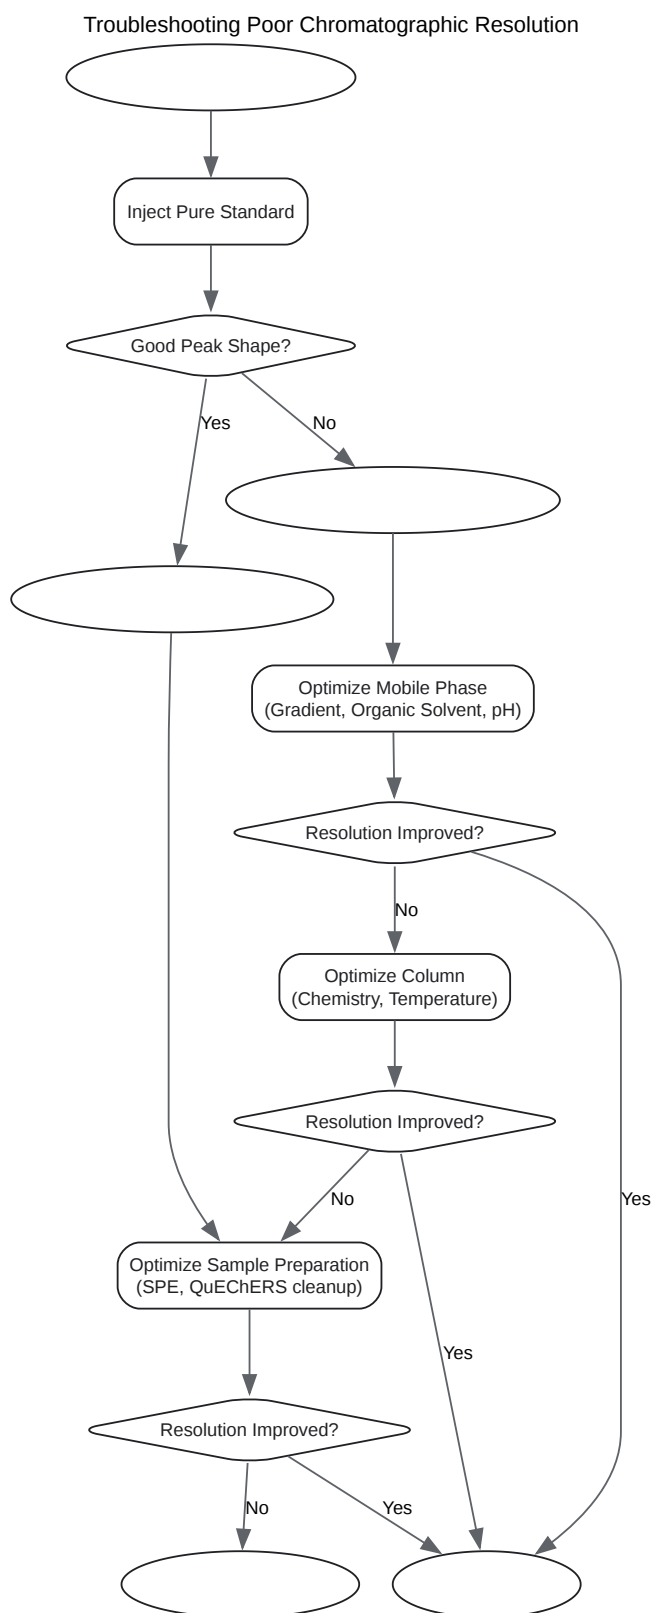 Troubleshooting Poor Chromatographic Resolution
Inject Pure Standard
Good Peak Shape?
Yes
No
Optimize Mobile Phase
(Gradient, Organic Solvent, pH)
Resolution Improved?
No
Optimize Column
(Chemistry, Temperature)
Resolution Improved?
No
Yes
Optimize Sample Preparation
(SPE, QuEChERS cleanup)
Yes
Resolution Improved?
No
Yes